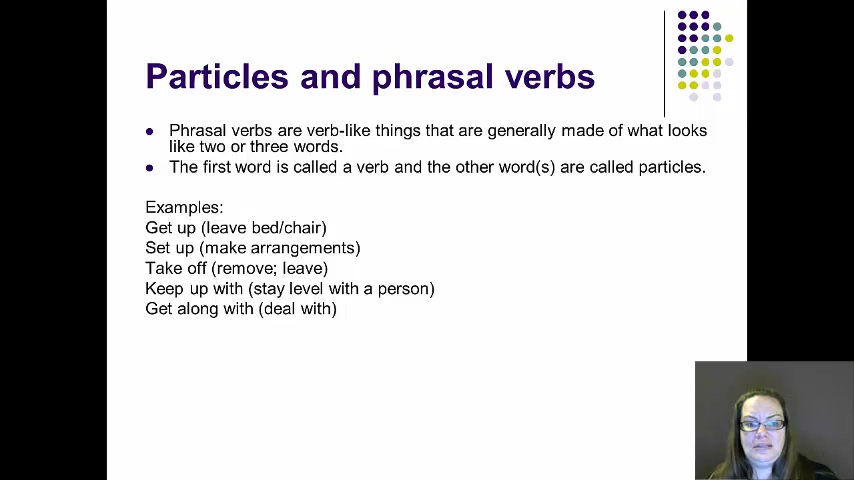 Particles and phrasal verbs
Phrasal verbs are verb-like things that are generally made of what looks
like two or three words.
The first word is called a verb and the other word(s) are called particles.
Examples:
Get up (leave bed/chair)
Set up (make arrangements)
Take off (remove; leave)
Keep up with (stay level with a person)
Get along with (deal with)